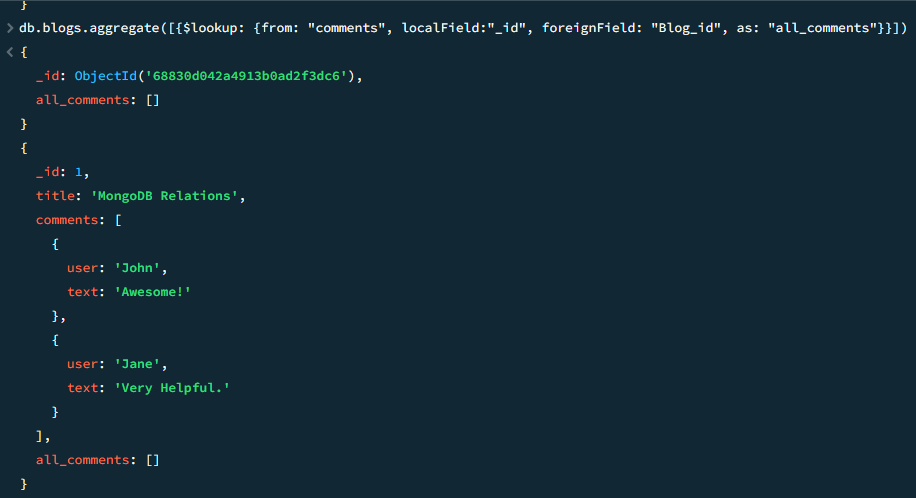 }
> db.blogs.aggregate([{$lookup: {from: "comments", localField:"_id", foreignField: "Blog_id", as: "all_comments"}}])
< {
_id: ObjectId('68830d042a4913b0ad2f3dc6'),
all_comments: []
}
{
_id: 1,
title: 'MongoDB Relations',
comments: [
{
user: 'John',
text: 'Awesome!'
},
{
user: 'Jane',
text: 'Very Helpful.'
}
],
all_comments: []
}